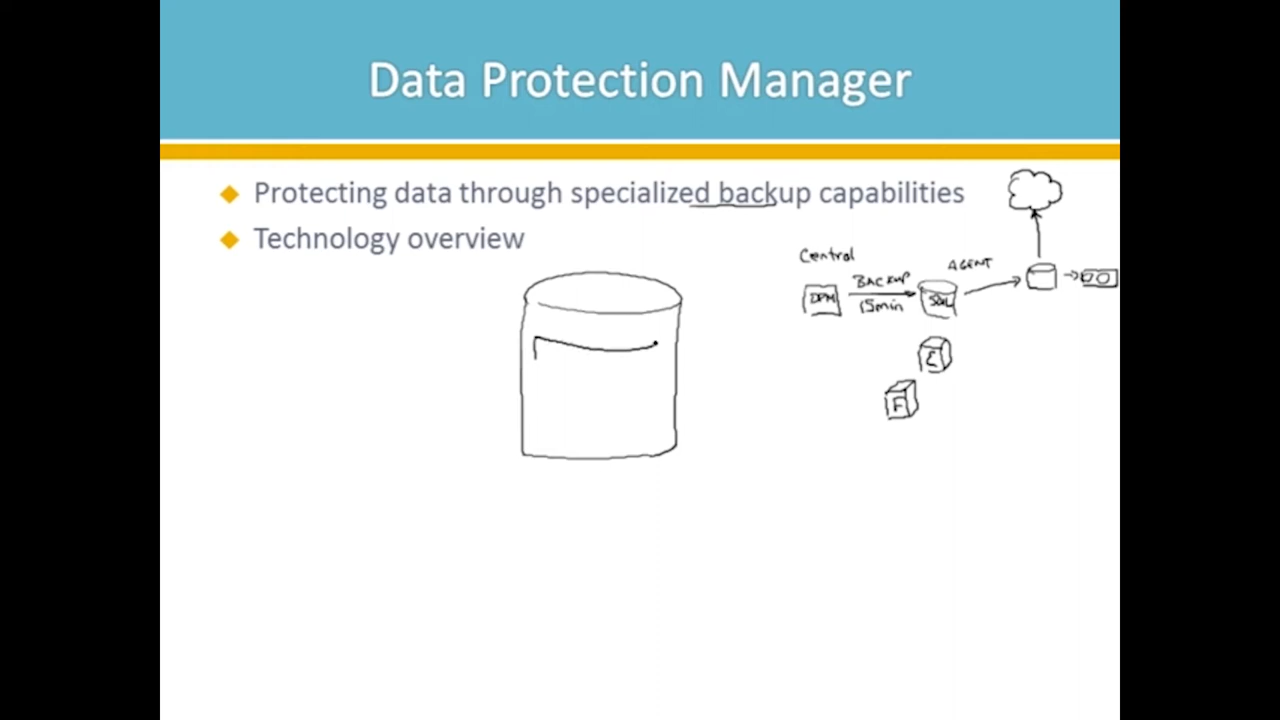 Data Protection Manager
Protecting data through specialized backup capabilities
Technology overview
Central
AGENT
DPM
BACKUP
15min
SQL
E
F